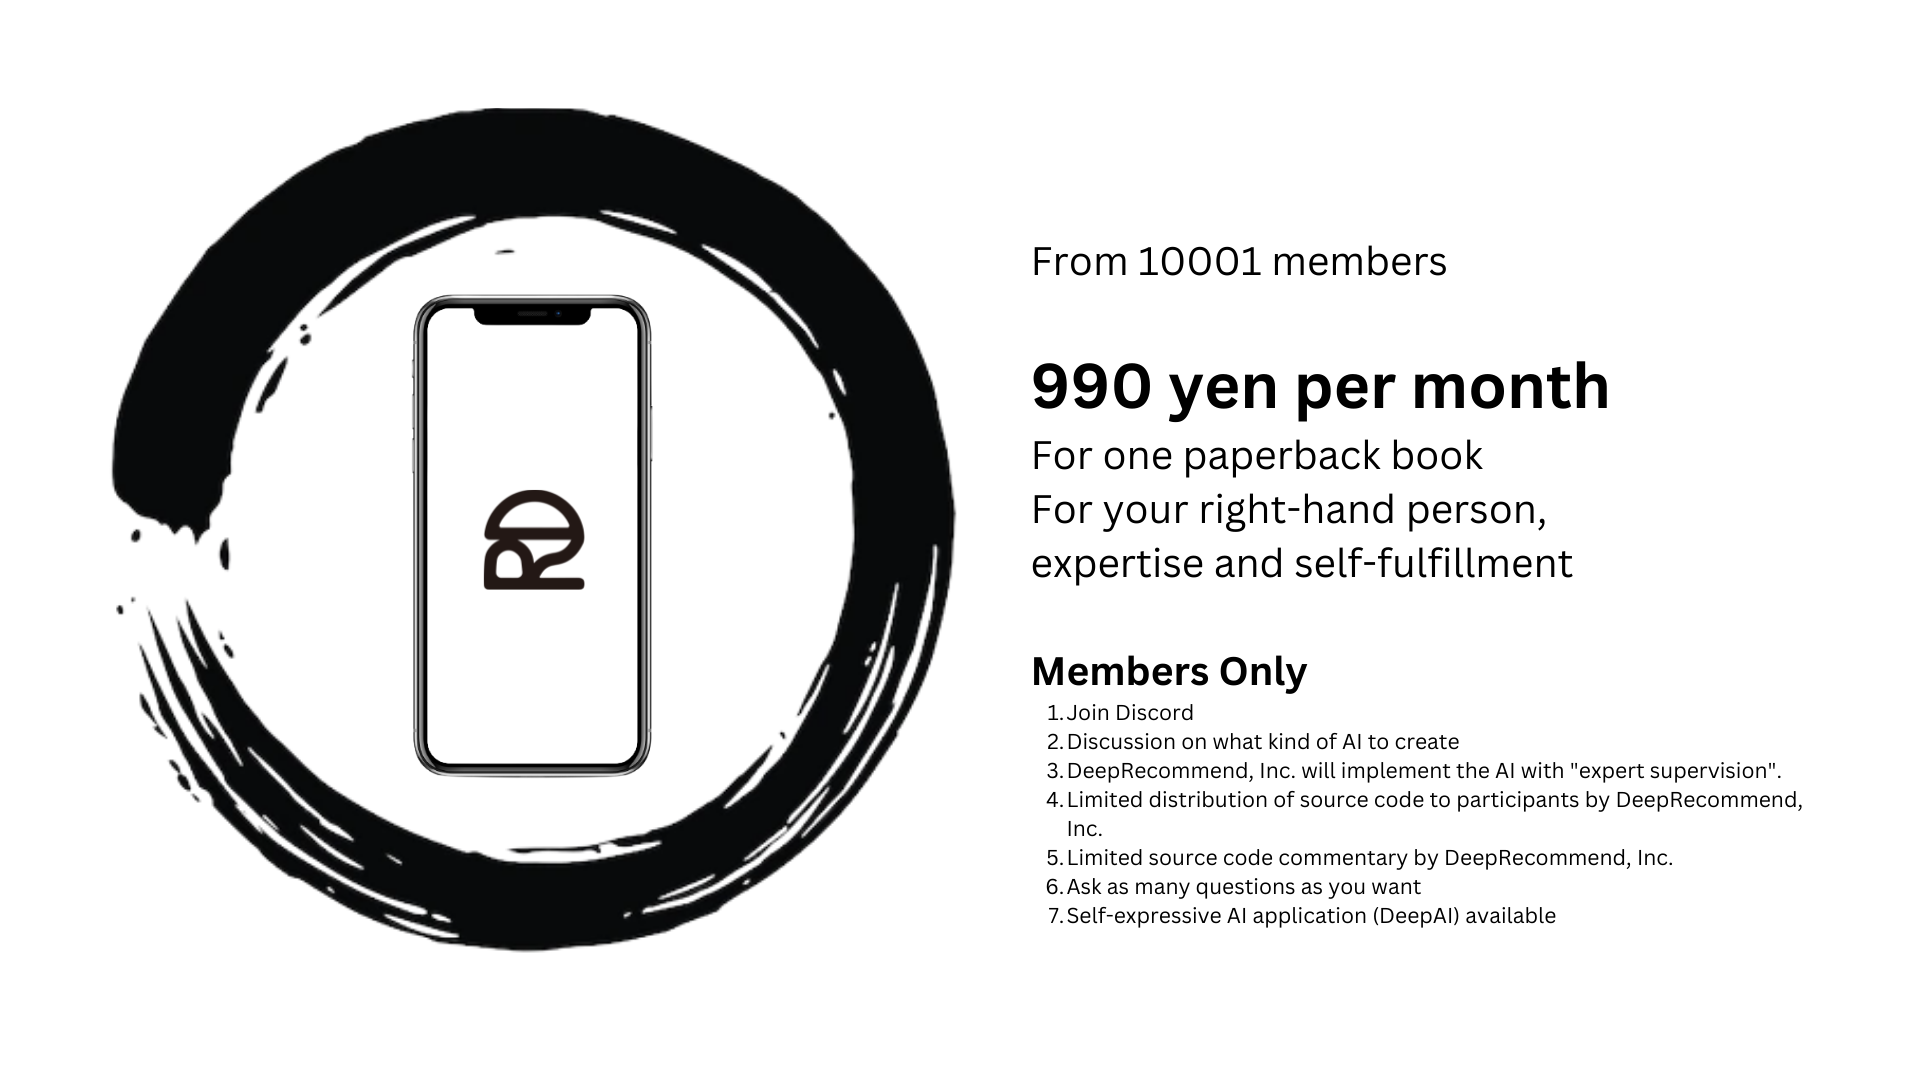 From 10001 members
990 yen per month
For one paperback book
For your right-hand person,
expertise and self-fulfillment
Members Only
1. Join Discord
2. Discussion on what kind of AI to create
3. DeepRecommend, Inc. will implement the AI with "expert supervision".
4. Limited distribution of source code to participants by DeepRecommend,
Inc.
5. Limited source code commentary by DeepRecommend, Inc.
6. Ask as many questions as you want
7. Self-expressive AI application (DeepAI) available
RD